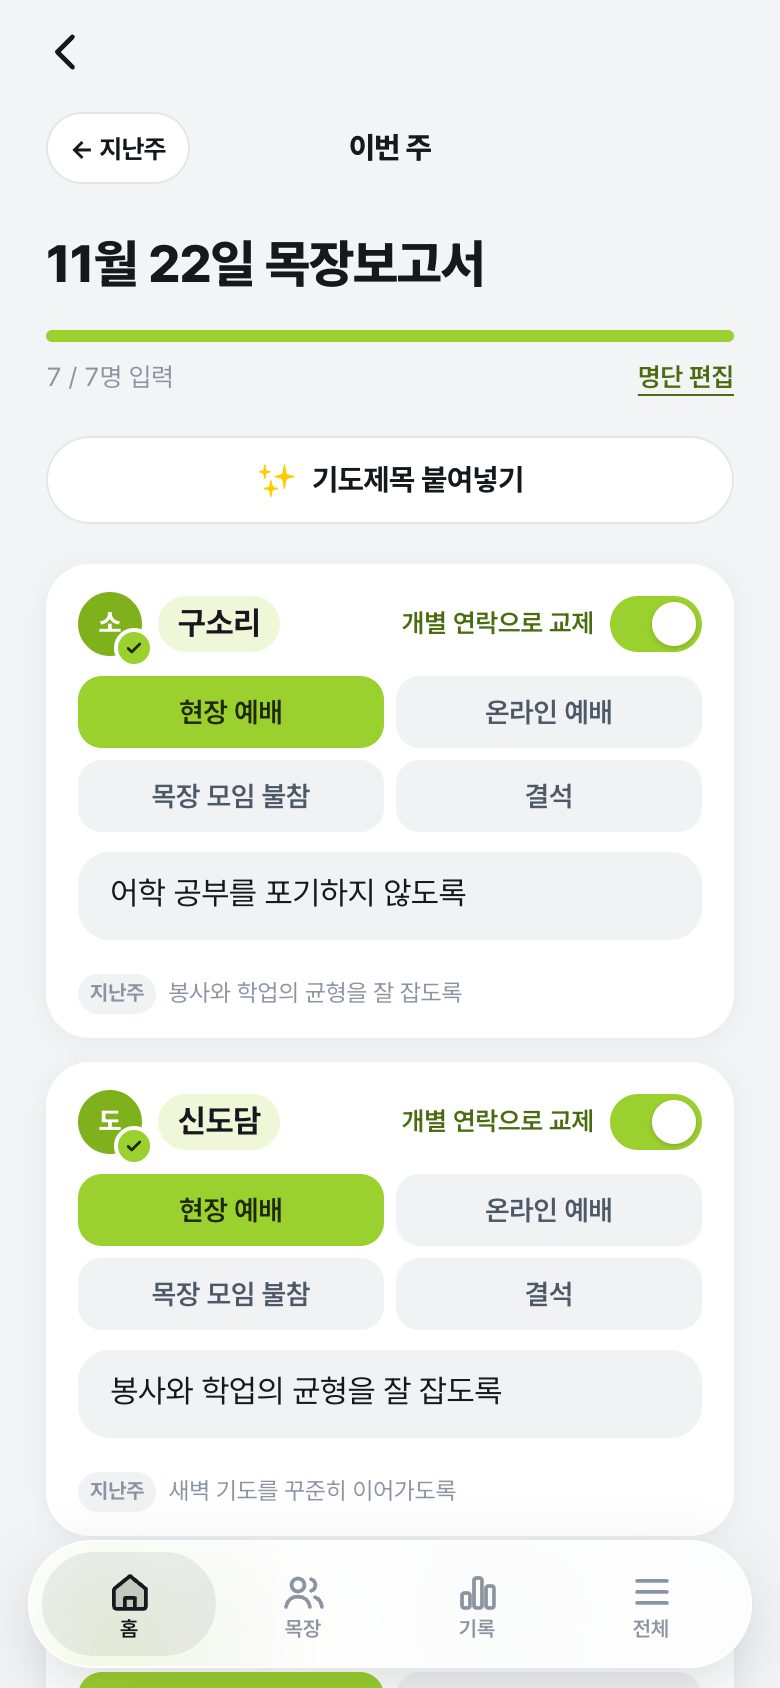 ← 지난주
이번 주
11월 22일 목장보고서
7 / 7명 입력
명단 편집
✨ 기도제목 붙여넣기
소
구소리
개별 연락으로 교제
현장 예배
온라인 예배
목장 모임 불참
결석
어학 공부를 포기하지 않도록
지난주 봉사와 학업의 균형을 잘 잡도록
도
신도담
개별 연락으로 교제
현장 예배
온라인 예배
목장 모임 불참
결석
봉사와 학업의 균형을 잘 잡도록
지난주 새벽 기도를 꾸준히 이어가도록
홈
목장
기록
전체